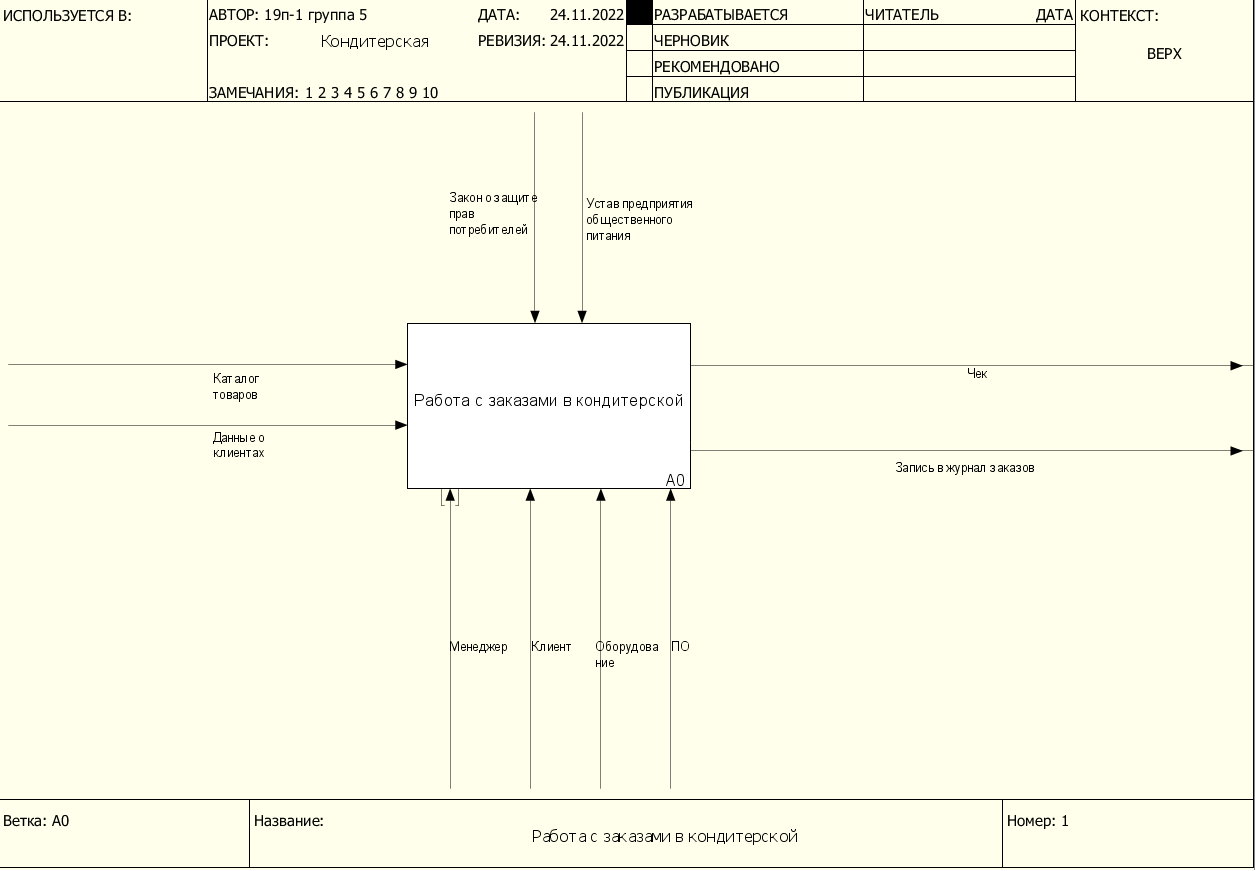 ИСПОЛЬЗУЕТСЯ В:
АВТОР: 19п-1 группа 5
ДАТА: 24.11.2022
РАЗРАБАТЫВАЕТСЯ
ЧИТАТЕЛЬ
ДАТА
КОНТЕКСТ:
ПРОЕКТ: Кондитерская
РЕВИЗИЯ: 24.11.2022
ЧЕРНОВИК
ВЕРХ
РЕКОМЕНДОВАНО
ЗАМЕЧАНИЯ: 1 2 3 4 5 6 7 8 9 10
ПУБЛИКАЦИЯ
Закон о защите
прав
потребителей
Устав предприятия
общественного
питания
Каталог
товаров
Данные о
клиентах
Работа с заказами в кондитерской
A0
Чек
Запись в журнал заказов
Менеджер
Клиент
Оборудова
ние
ПО
Ветка: A0
Название:
Работа с заказами в кондитерской
Номер: 1